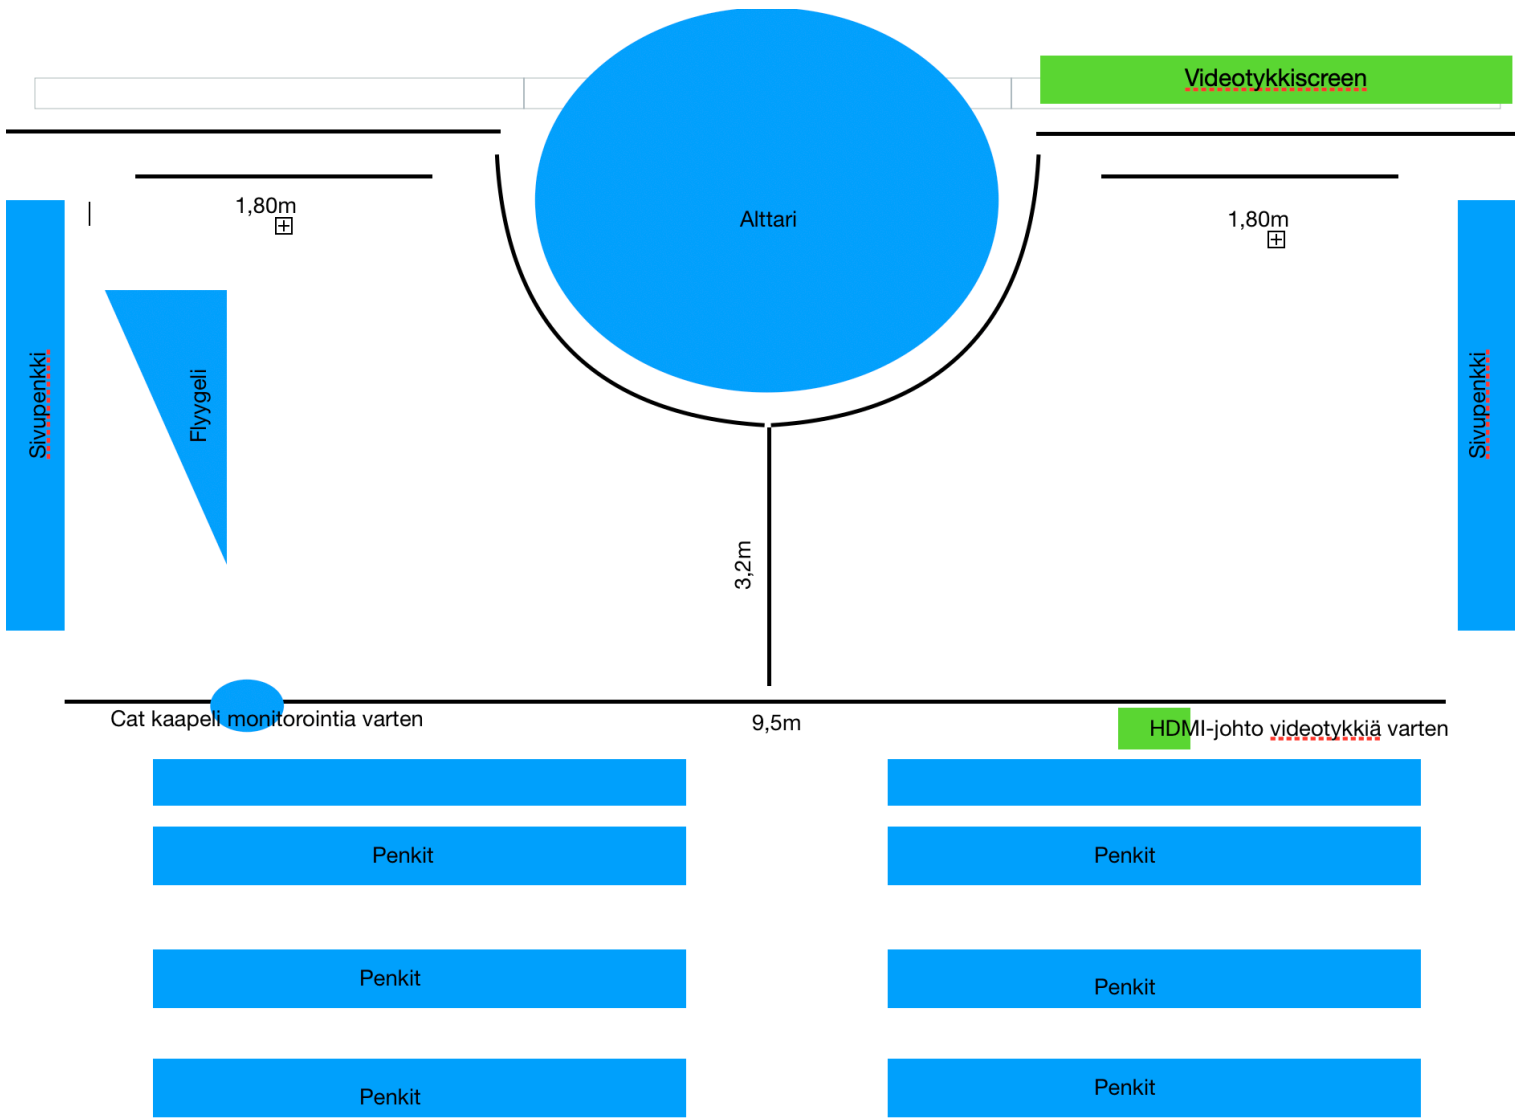 Videotykkiscreen
1,80m
Alttari
1,80m
Sivupenkki
Flyygeli
Sivupenkki
3,2m
Cat kaapeli monitorointia varten
9,5m
HDMI-johto videotykkiä varten
Penkit
Penkit
Penkit
Penkit
Penkit
Penkit